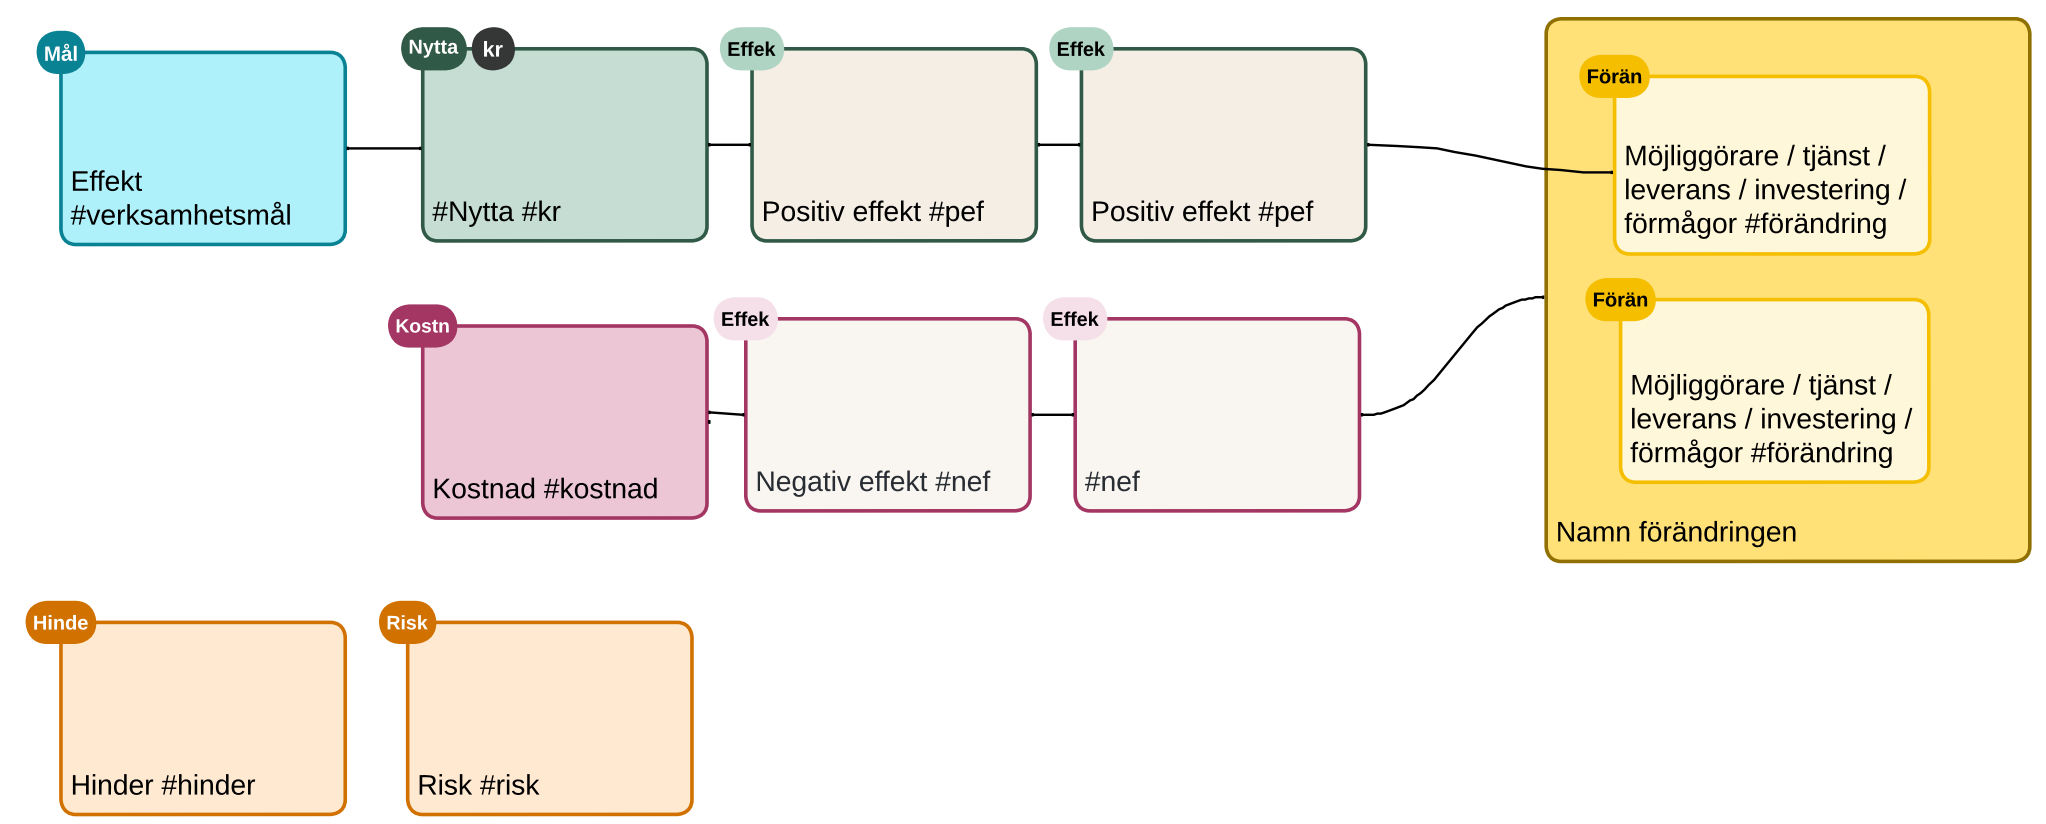 Mål
Effekt
#verksamhetsmål
Nytta
kr
#Nytta #kr
Effek
Positiv effekt #pef
Effek
Positiv effekt #pef
Förän
Möjliggörare / tjänst /
leverans / investering /
förmågor #förändring
Förän
Möjliggörare / tjänst /
leverans / investering /
förmågor #förändring
Namn förändringen
Kostn
Kostnad #kostnad
Effek
Negativ effekt #nef
Effek
#nef
Hinde
Hinder #hinder
Risk
Risk #risk